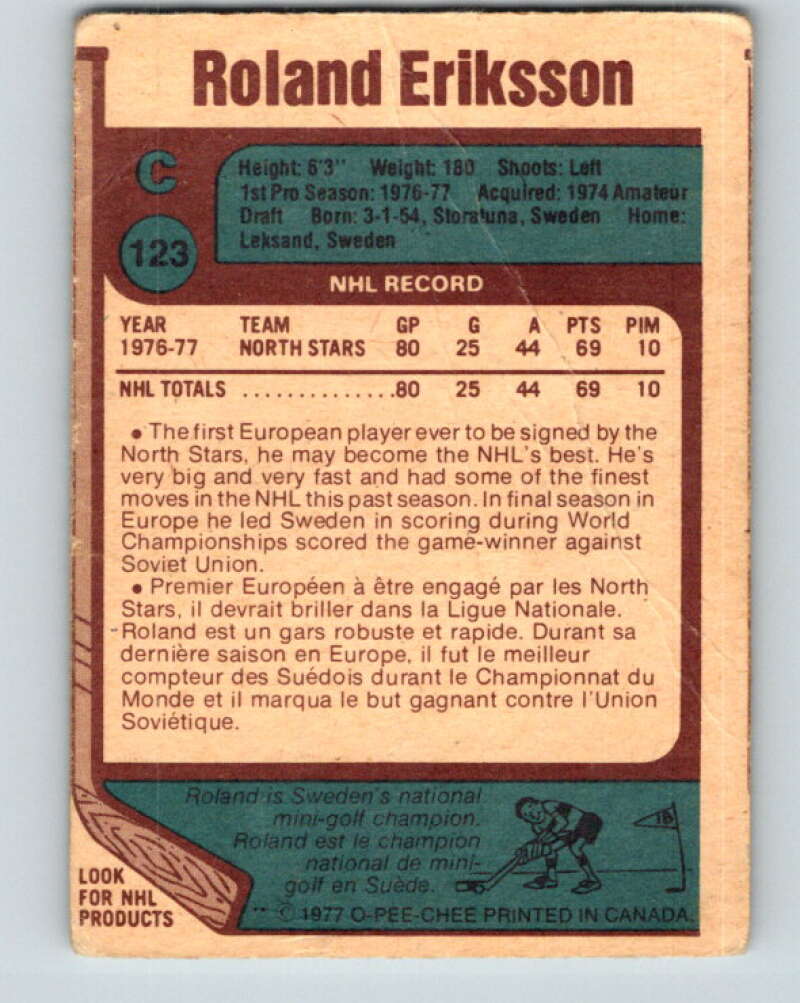 Roland Eriksson
C
Height: 6'3" Weight: 180 Shoots: Left
1st Pro Season: 1976-77 Acquired: 1974 Amateur
Draft Born: 3-1-54, Storatuna, Sweden Home:
Leksand, Sweden
123
NHL RECORD
YEAR TEAM GP G A PTS PIM
1976-77 NORTH STARS 80 25 44 69 10
NHL TOTALS ..............80 25 44 69 10
• The first European player ever to be signed by the
North Stars, he may become the NHL's best. He's
very big and very fast and had some of the finest
moves in the NHL this past season. In final season in
Europe he led Sweden in scoring during World
Championships scored the game-winner against
Soviet Union.
• Premier Européen à être engagé par les North
Stars, il devrait briller dans la Ligue Nationale.
Roland est un gars robuste et rapide. Durant sa
dernière saison en Europe, il fut le meilleur
compteur des Suédois durant le Championnat du
Monde et il marqua le but gagnant contre l'Union
Soviétique.
Roland is Sweden's national
mini-golf champion.
Roland est le champion
national de mini-
golf en Suède.
18
LOOK
FOR NHL
PRODUCTS
© 1977 O-PEE-CHEE PRINTED IN CANADA.